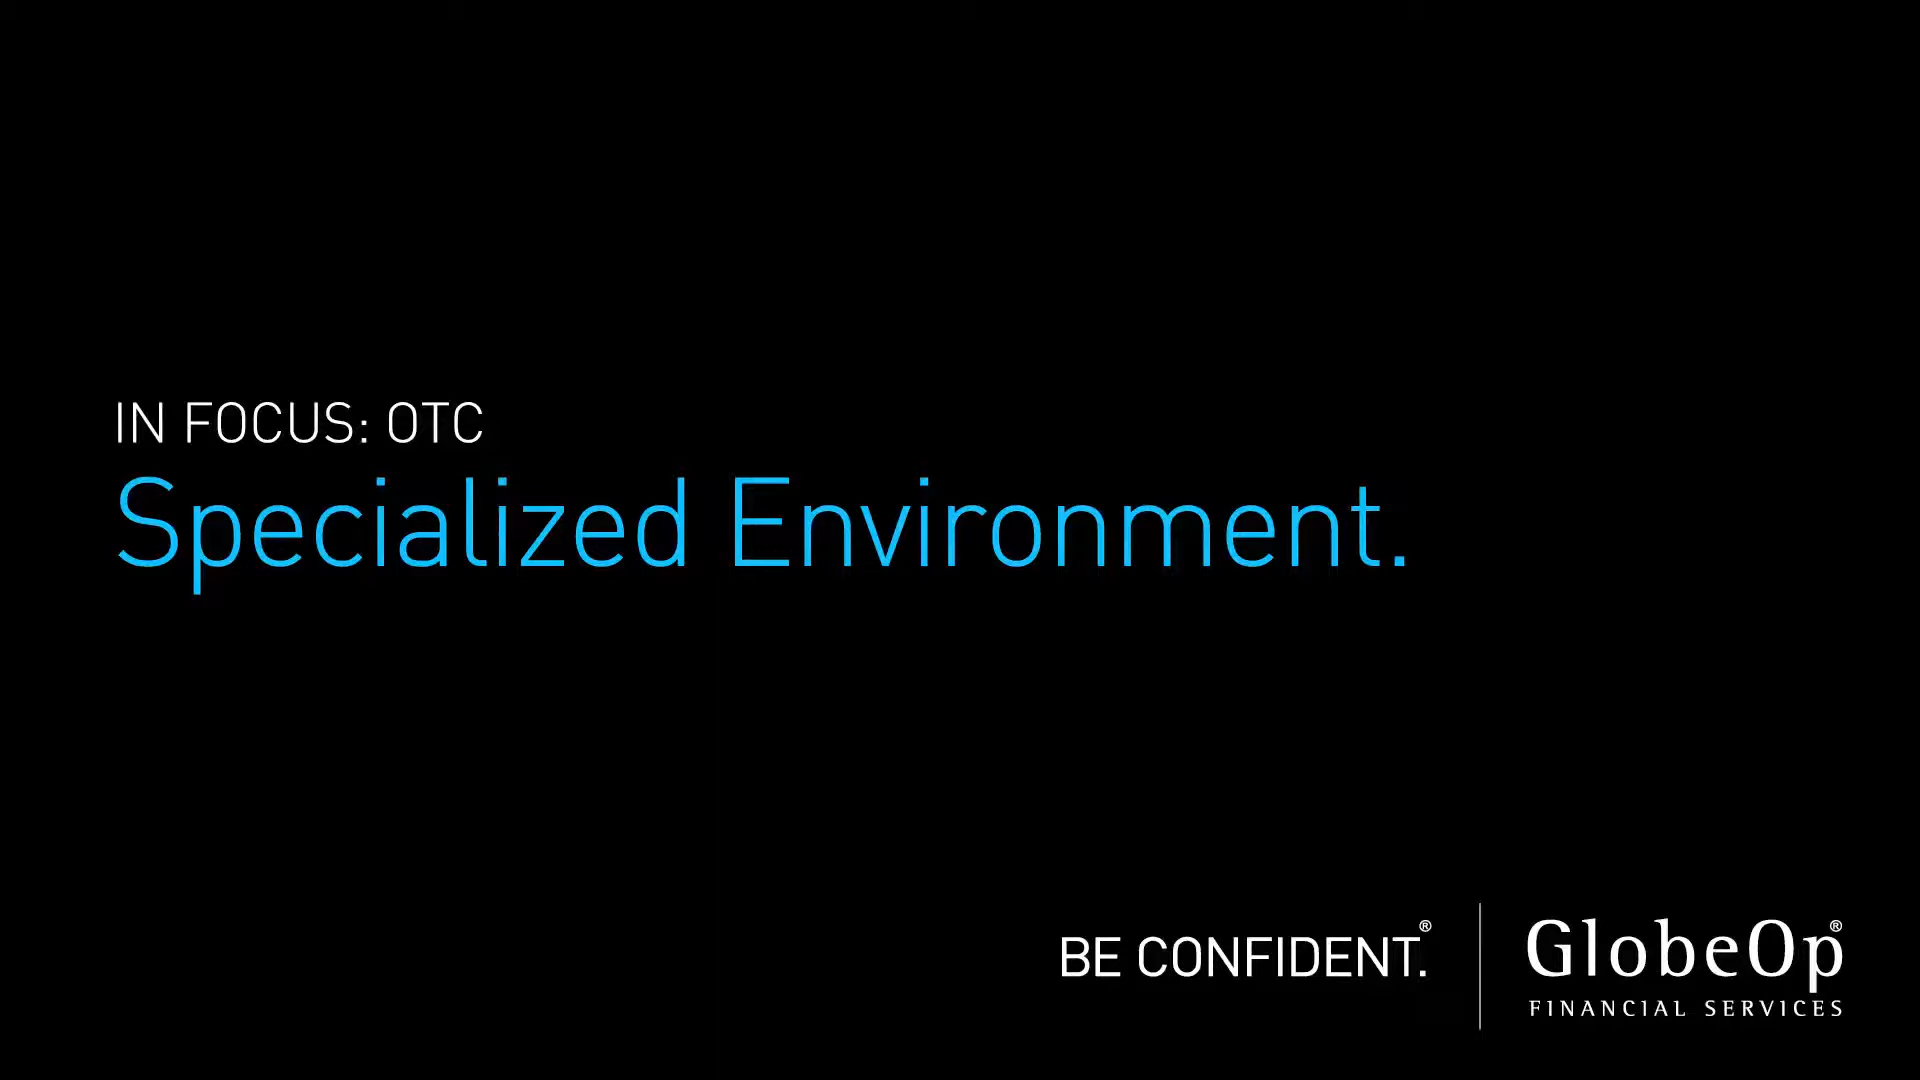 IN FOCUS: OTC
Specialized Environment.
BE CONFIDENT.®
GlobeOp®
FINANCIAL SERVICES